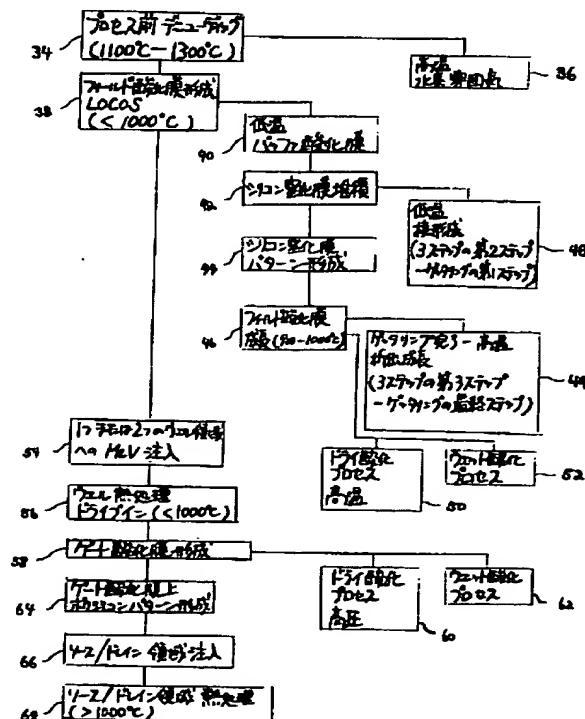 34
プロセス前デニューディング
(1100°C-1300°C)
高温
36
38
フィールド酸化膜形成
LOCOS
(<1000°C)
40
低温
バッファ酸化膜
42
シリコン窒化膜堆積
低温
核形成
(3ステップの第2ステップ
-ゲッタリングの第1ステップ)
48
44
シリコン窒化膜
パターン形成
46
フィールド酸化膜
成長(900-1000°C)
ゲッタリング完了-高温
析出成長
(3ステップの第3ステップ
-ゲッタリングの最終ステップ)
49
ドライ酸化
プロセス
高温
50
ウェット酸化
プロセス
52
54
1つまたは2つのウェル領域
へのMeV注入
56
ウェル熱処理
ドライブイン(<1000°C)
58
ゲート酸化膜形成
ドライ酸化
プロセス
高圧
60
ウェット酸化
プロセス
62
64
ゲート酸化膜上
ポリシリコンパターン形成
66
ソース/ドレイン領域注入
68
ソース/ドレイン領域熱処理
(>1000°C)